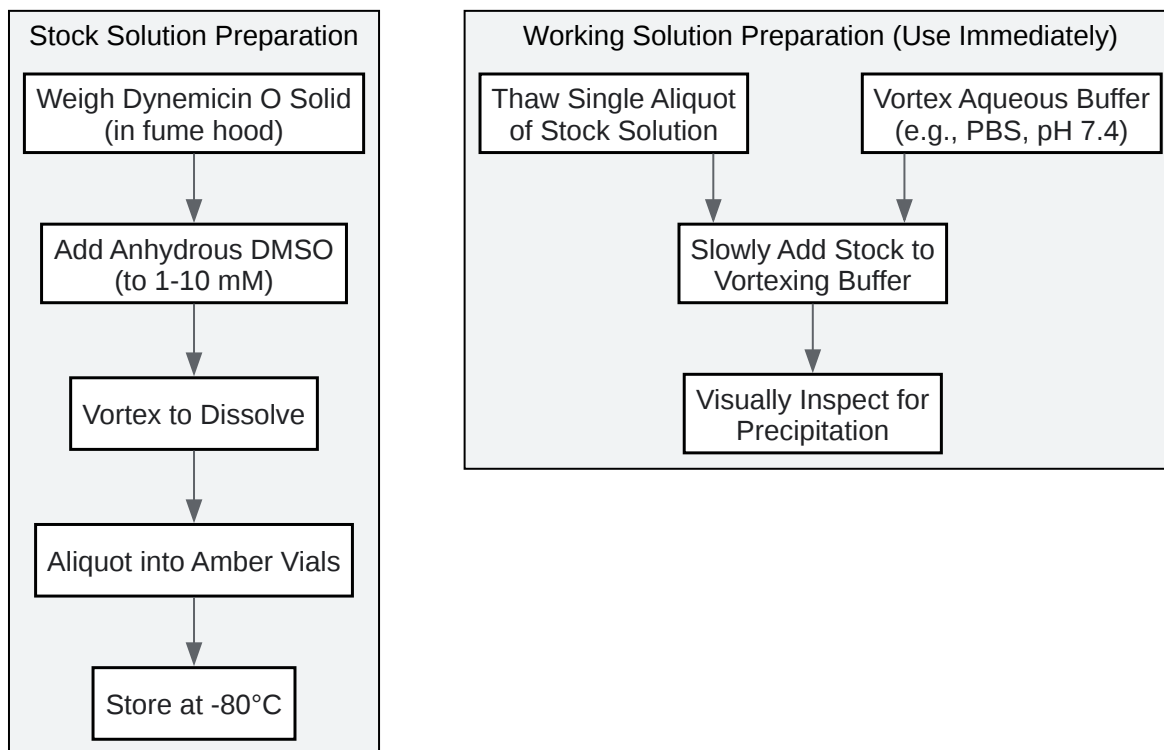 Stock Solution Preparation
Weigh Dynemicin O Solid
(in fume hood)
Add Anhydrous DMSO
(to 1-10 mM)
Vortex to Dissolve
Aliquot into Amber Vials
Store at -80°C
Working Solution Preparation (Use Immediately)
Thaw Single Aliquot
of Stock Solution
Vortex Aqueous Buffer
(e.g., PBS, pH 7.4)
Slowly Add Stock to
Vortexing Buffer
Visually Inspect for
Precipitation